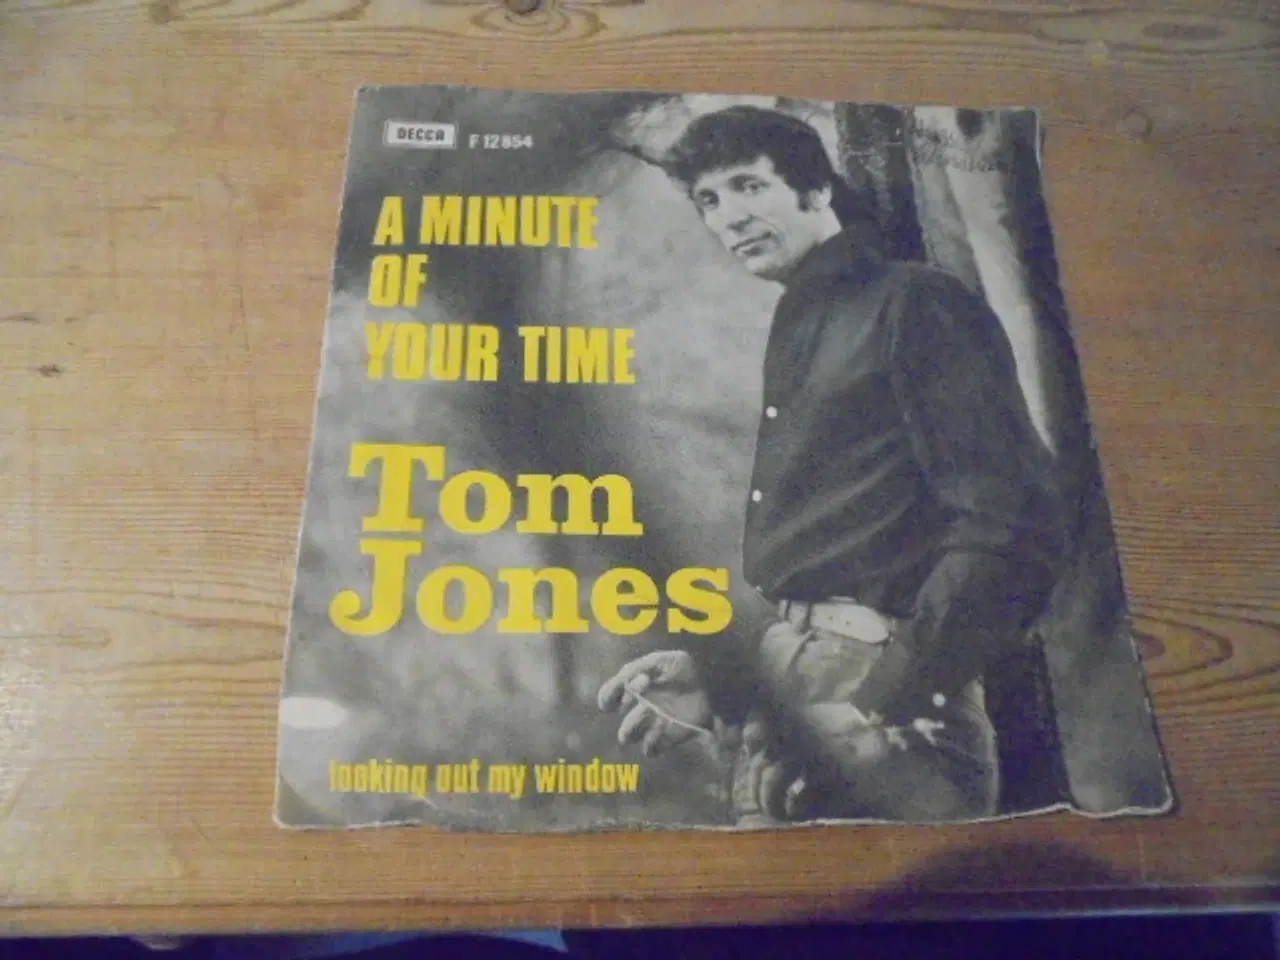 DECCA F 12854
A MINUTE
OF
YOUR TIME
Tom
Jones
looking out my window